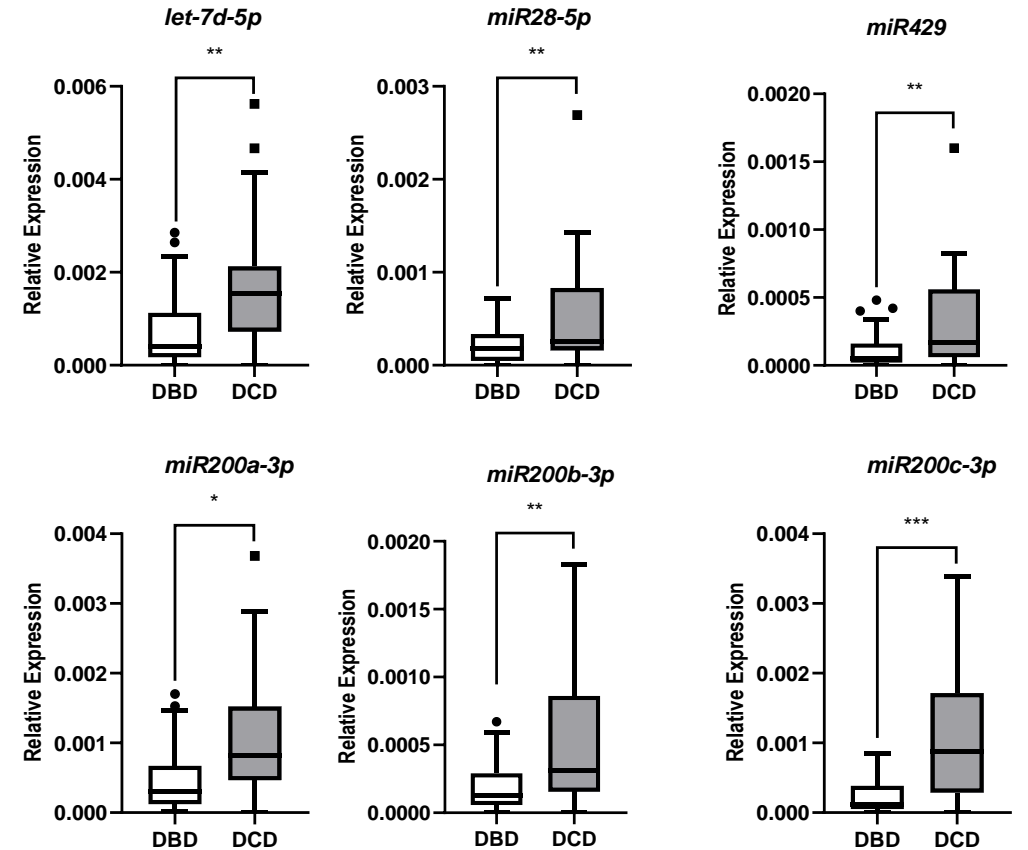 let-7d-5p
**
Relative Expression
0.006
0.004
0.002
0.000
DBD DCD
miR28-5p
**
Relative Expression
0.003
0.002
0.001
0.000
DBD DCD
miR429
**
Relative Expression
0.0020
0.0015
0.0010
0.0005
0.0000
DBD DCD
miR200a-3p
*
Relative Expression
0.004
0.003
0.002
0.001
0.000
DBD DCD
miR200b-3p
**
Relative Expression
0.0020
0.0015
0.0010
0.0005
0.0000
DBD DCD
miR200c-3p
***
Relative Expression
0.004
0.003
0.002
0.001
0.000
DBD DCD